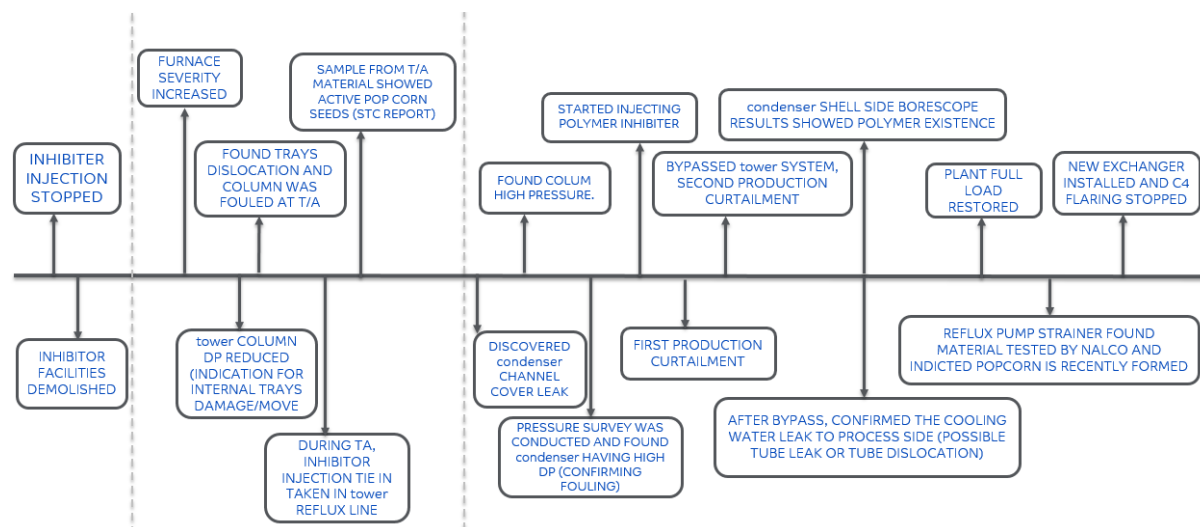 INHIBITER
INJECTION
STOPPED
INHIBITOR
FACILITIES
DEMOLISHED
FURNACE
SEVERITY
INCREASED
tower COLUMN
DP REDUCED
(INDICATION FOR
INTERNAL TRAYS
DAMAGE/MOVE
FOUND TRAYS
DISLOCATION AND
COLUMN WAS
FOULED AT T/A
DURING TA,
INHIBITOR
INJECTION TIE IN
TAKEN IN tower
REFLUX LINE
SAMPLE FROM T/A
MATERIAL SHOWED
ACTIVE POP CORN
SEEDS (STC REPORT)
DISCOVERED
condenser
CHANNEL
COVER LEAK
FOUND COLUM
HIGH PRESSURE.
PRESSURE SURVEY WAS
CONDUCTED AND FOUND
condenser HAVING HIGH
DP (CONFIRMING
FOULING)
STARTED INJECTING
POLYMER INHIBITER
FIRST PRODUCTION
CURTAILMENT
BYPASSED tower SYSTEM,
SECOND PRODUCTION
CURTAILMENT
condenser SHELL SIDE BORESCOPE
RESULTS SHOWED POLYMER EXISTENCE
AFTER BYPASS, CONFIRMED THE COOLING
WATER LEAK TO PROCESS SIDE (POSSIBLE
TUBE LEAK OR TUBE DISLOCATION)
PLANT FULL
LOAD
RESTORED
REFLUX PUMP STRAINER FOUND
MATERIAL TESTED BY NALCO AND
INDICTED POPCORN IS RECENTLY FORMED
NEW EXCHANGER
INSTALLED AND C4
FLARING STOPPED